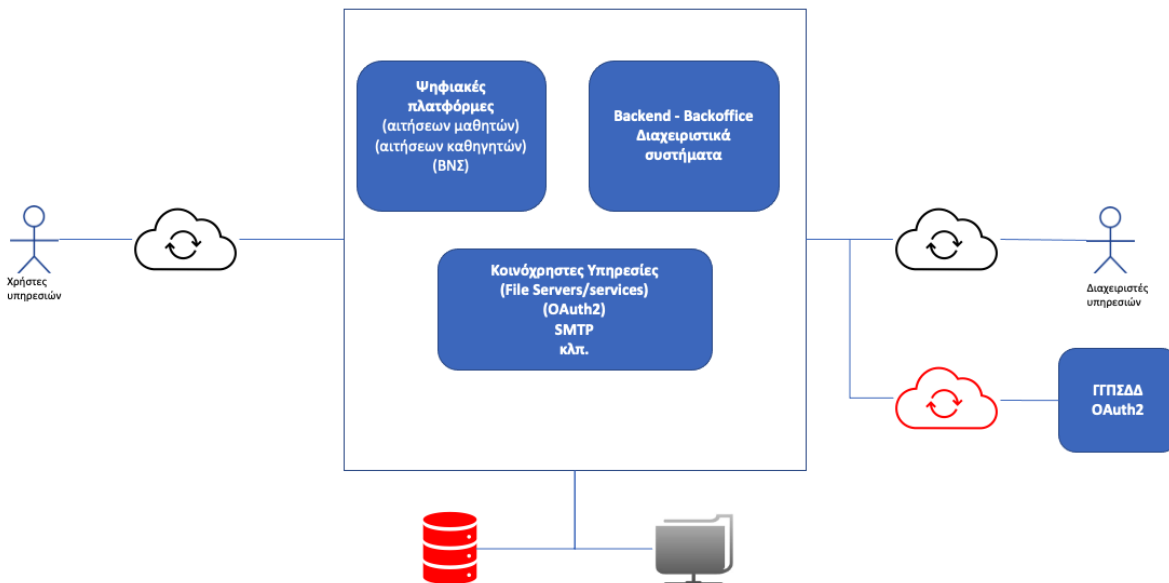 Ψηφιακές
πλατφόρμες
(αιτήσεων μαθητών)
(αιτήσεων καθηγητών)
(ΒΝΣ)
Backend - Backoffice
Διαχειριστικά
συστήματα
Χρήστες
υπηρεσιών
Κοινόχρηστες Υπηρεσίες
(File Servers/services)
(OAuth2)
SMTP
κλπ.
Διαχειριστές
υπηρεσιών
ΓΓΠΣΔΔ
OAuth2